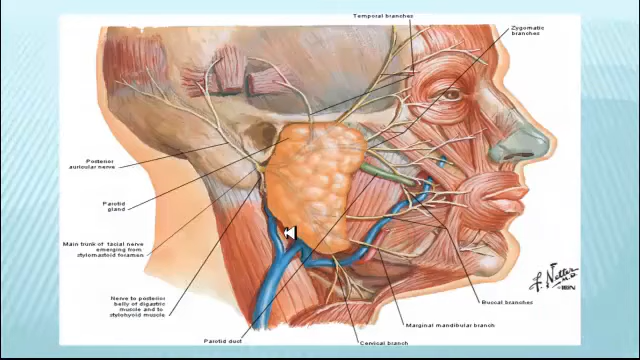 Temporal branches
Zygomatic
branches
Posterior
auricular nerve
Parotid
gland
Main trunk of facial nerve
emerging from
stylomastoid foramen
Nerve to posterior
belly of digastric
muscle and to
stylohyoid muscle
Parotid duct
Cervical branch
Marginal mandibular branch
Buccal branches
F. Netter
M.D.